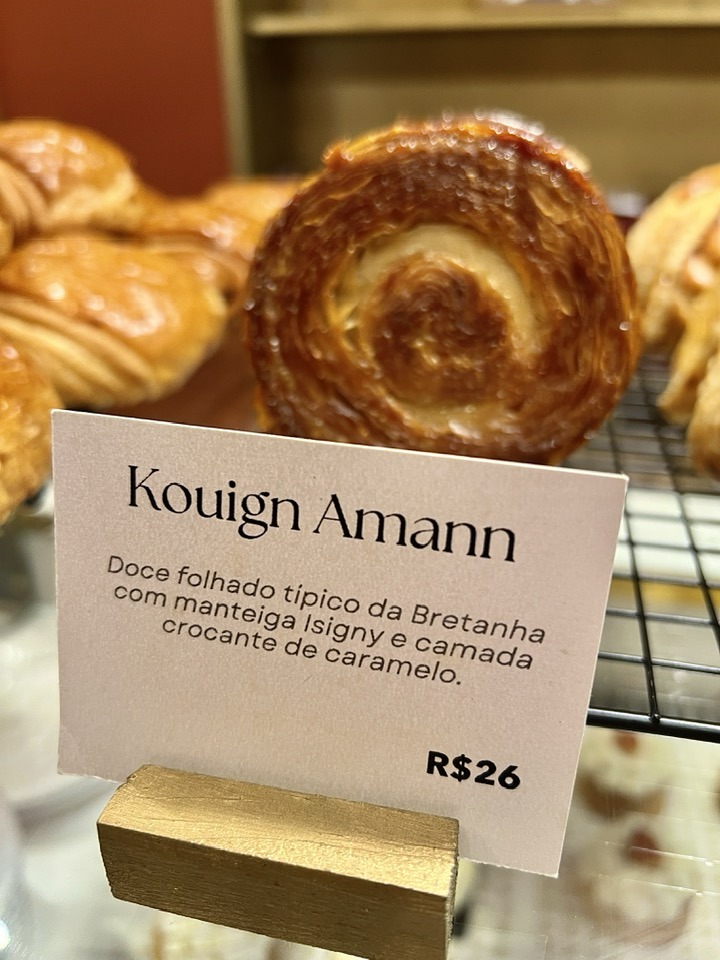 Kouign Amann
Doce folhado típico da Bretanha
com manteiga Isigny e camada
crocante de caramelo.
R$26